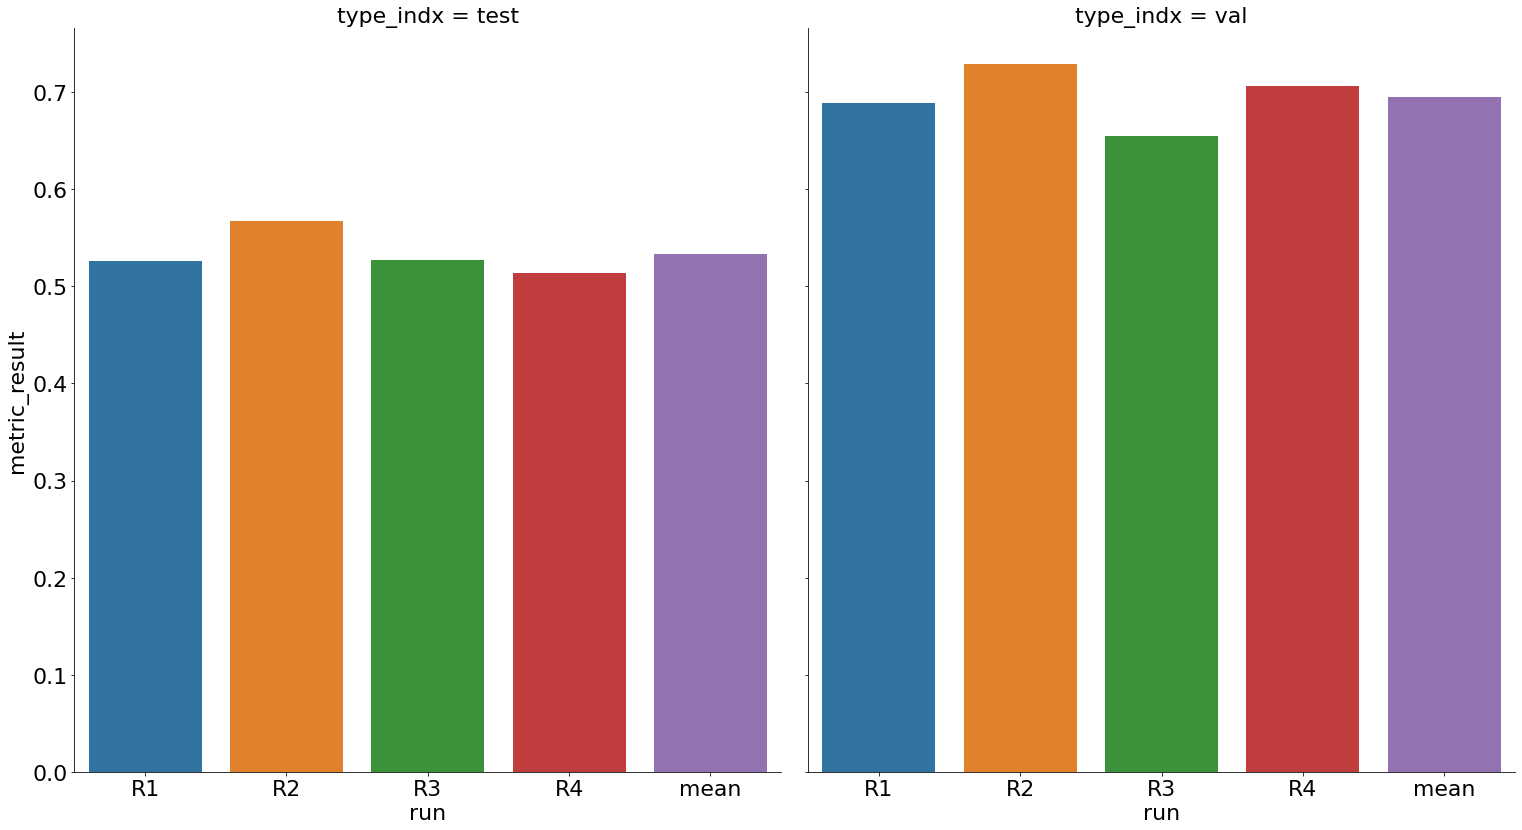 type_indx = test
type_indx = val
metric_result
0.7
0.6
0.5
0.4
0.3
0.2
0.1
0.0
R1 R2 R3 R4 mean
run
R1 R2 R3 R4 mean
run